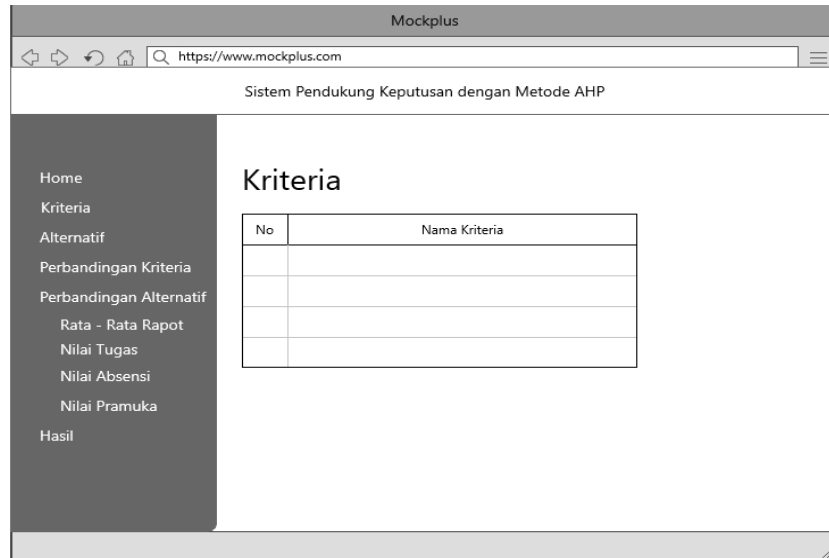 Mockplus
https://www.mockplus.com
Sistem Pendukung Keputusan dengan Metode AHP
Home
Kriteria
Alternatif
Perbandingan Kriteria
Perbandingan Alternatif
Rata - Rata Rapot
Nilai Tugas
Nilai Absensi
Nilai Pramuka
Hasil
Kriteria
No Nama Kriteria